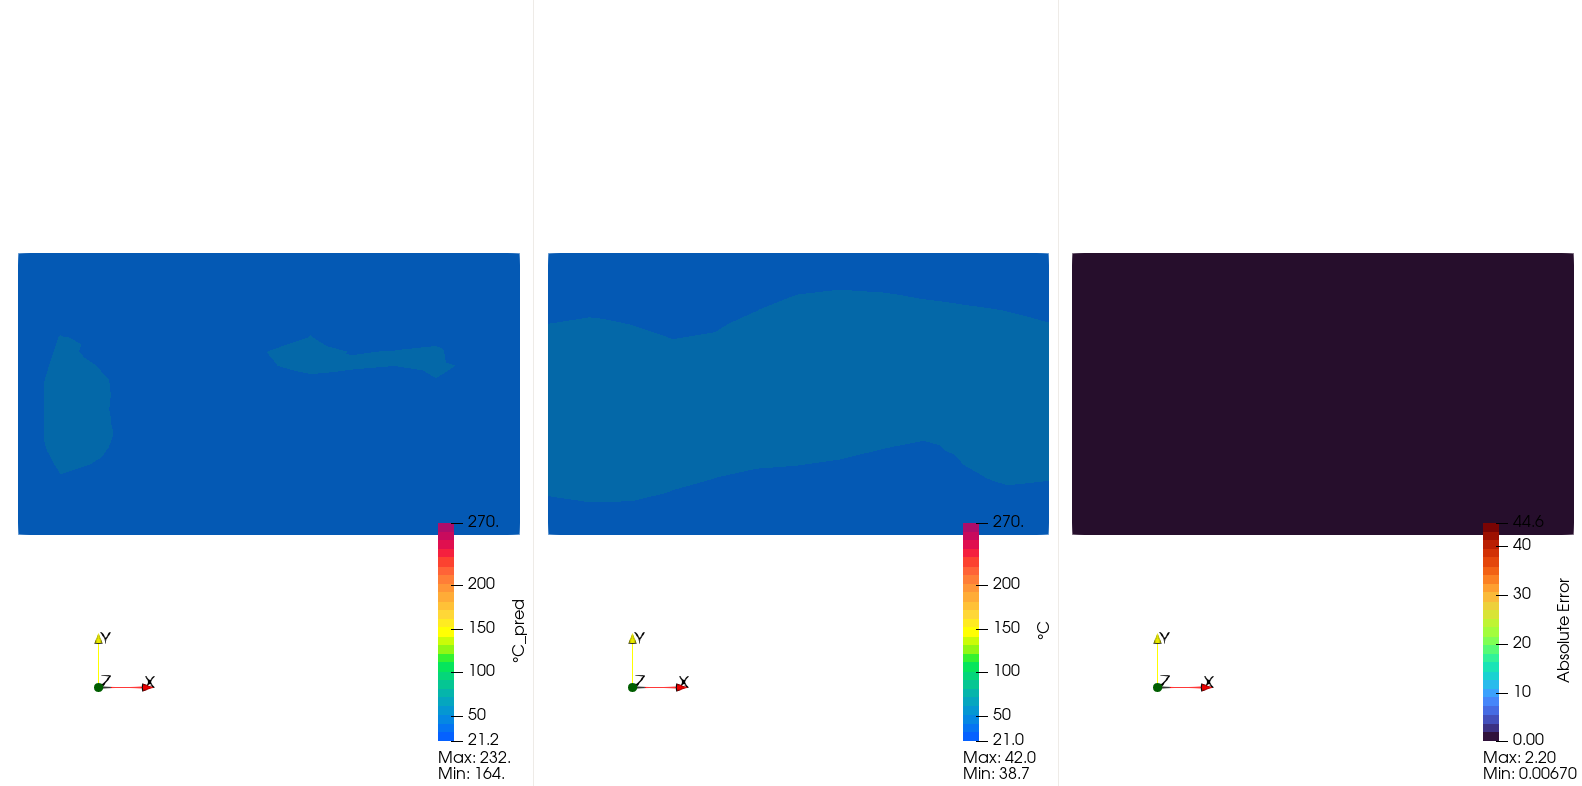 270.
200
150
100
50
21.2
°C_pred
Max: 232.
Min: 164.
Y
Z
X
270.
200
150
100
50
21.0
°C
Max: 42.0
Min: 38.7
Y
Z
X
44.6
40
30
20
10
0.00
Absolute Error
Max: 2.20
Min: 0.00670
Y
Z
X